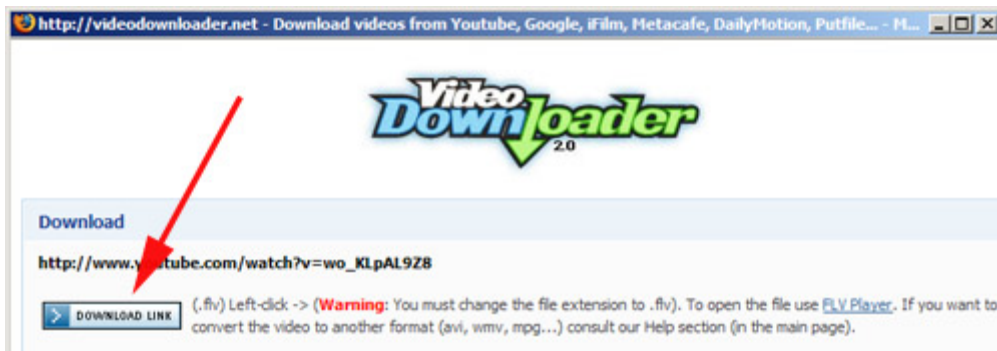 http://videodownloader.net - Download videos from Youtube, Google, iFilm, Metacafe, DailyMotion, Putfile... - M...
Video
Downloader
2.0
Download
http://www.youtube.com/watch?v=wo_KLpAL9Z8
DOWNLOAD LINK
(.flv) Left-click -> (Warning: You must change the file extension to .flv). To open the file use FLV Player. If you want to
convert the video to another format (avi, wmv, mpg...) consult our Help section (in the main page).